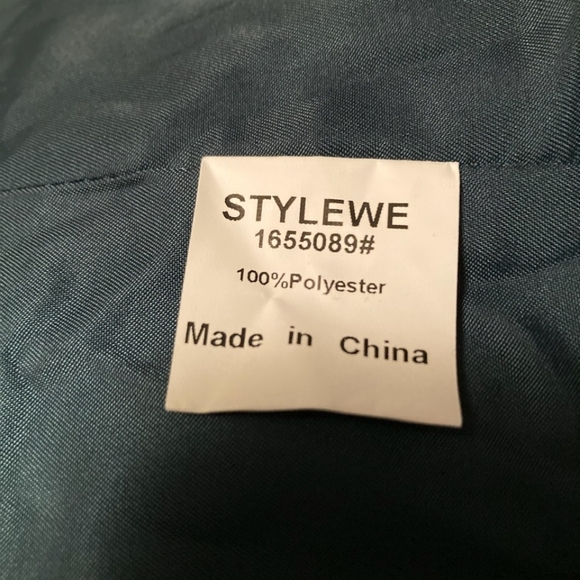 STYLEWE
1655089#
100%Polyester
Made in China